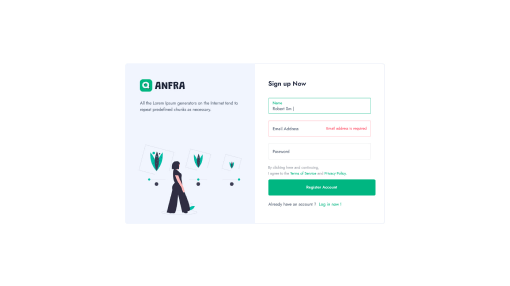 ANFRA
All the Lorem Ipsum generators on the Internet tend to
repeat predefined chunks as necessary.
Sign up Now
Name
Robert Six |
Email Address
Email address is required.
Password
By clicking here and continuing,
I agree to the Terms of Service and Privacy Policy.
Register Account
Already have an account ? Log in now !